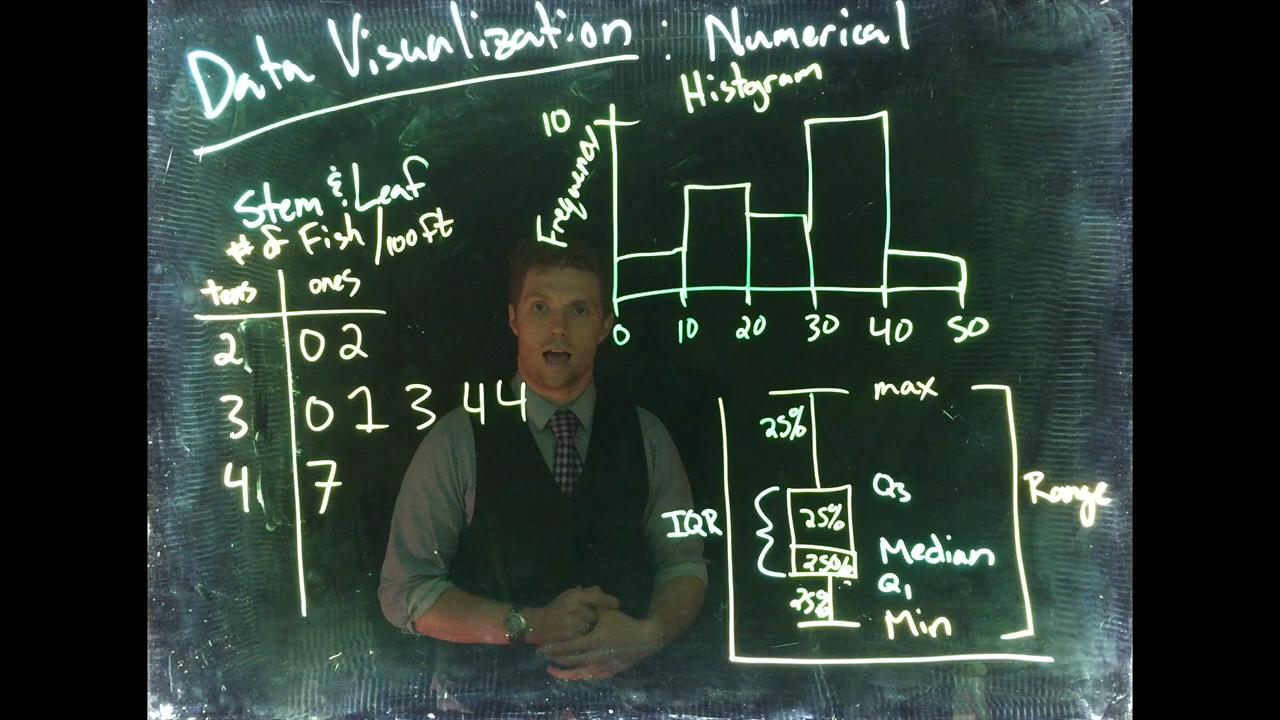 Data Visualization : Numerical
Stem & Leaf
# of Fish / 100 ft
tens ones
2 0 2
3 0 1 3 4 4
4 7
Histogram
10
Frequency
0 10 20 30 40 50
max
25%
Q3
25%
IQR
Range
Median
25%
Q1
25%
Min